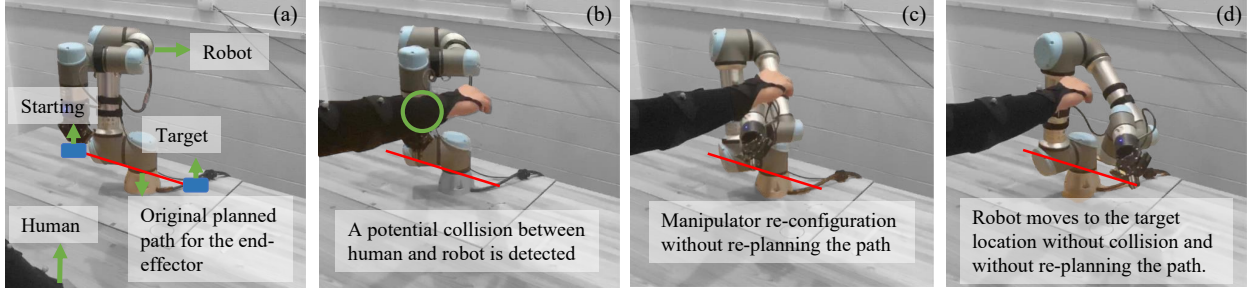 (a)
Robot
Starting
Target
Human
Original planned
path for the end-
effector
(b)
A potential collision between
human and robot is detected
(c)
Manipulator re-configuration
without re-planning the path
(d)
Robot moves to the target
location without collision and
without re-planning the path.